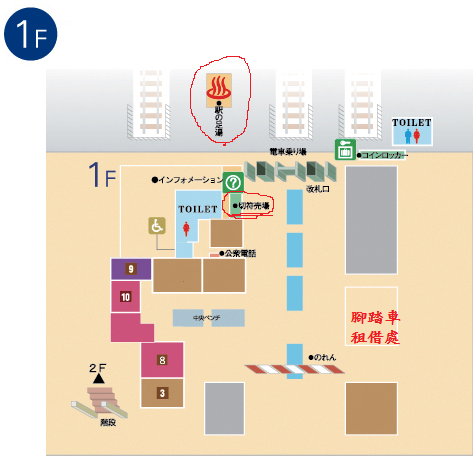 1F
駅の足湯
TOILET
電車乗り場
コインロッカー
1F
インフォメーション
?
改札口
切符売場
TOILET
公衆電話
9
10
中央ベンチ
腳踏車
租借處
のれん
8
2F
3
階段